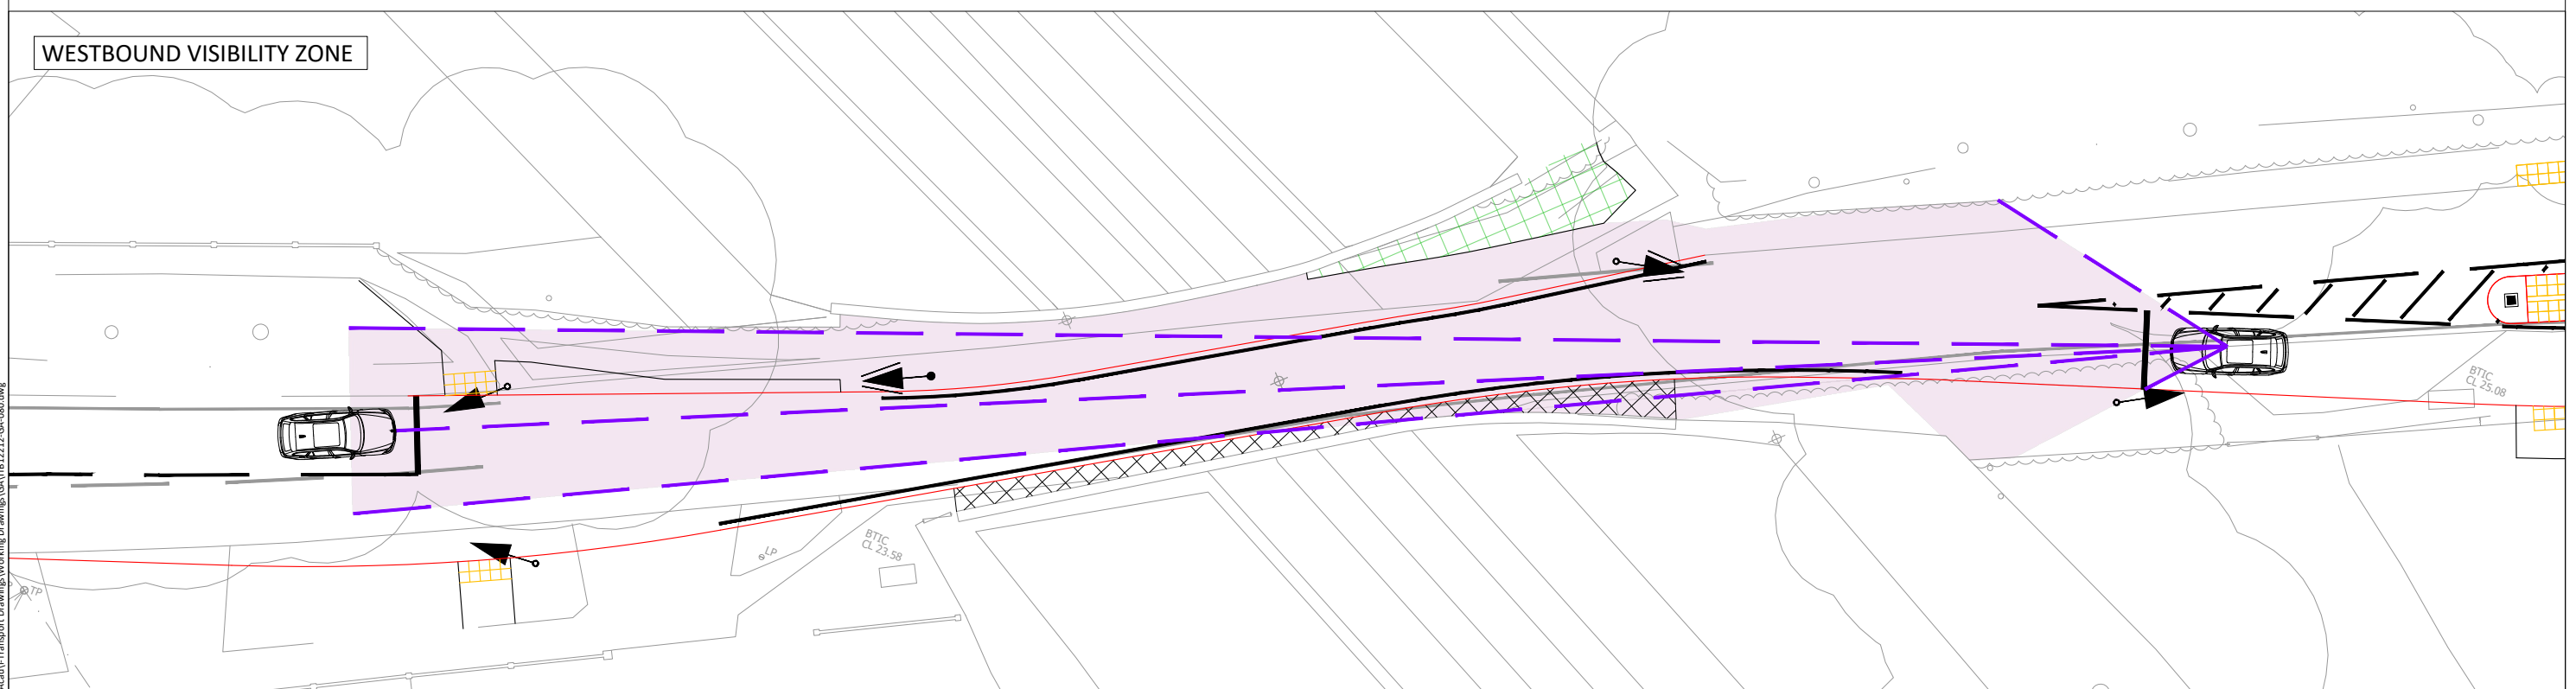 WESTBOUND VISIBILITY ZONE
BTIC
CL 25.08
BTIC
CL 23.58
LP
TP